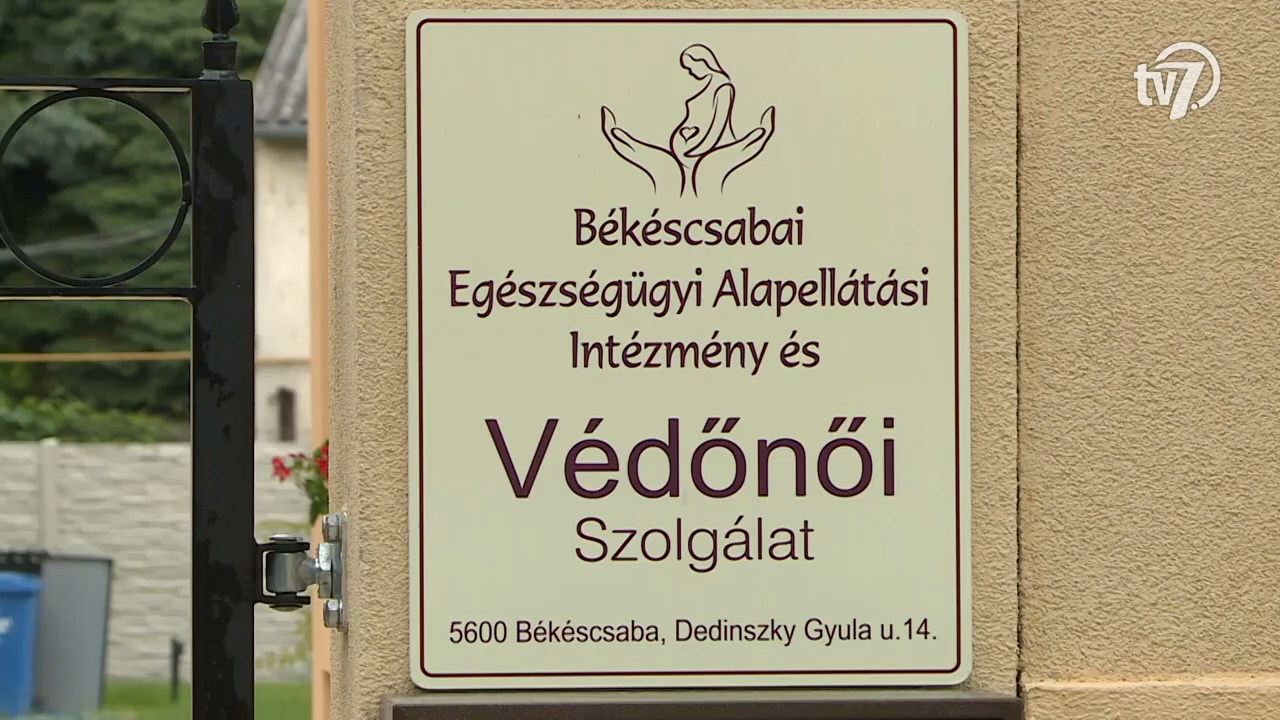 tv7.
Békéscsabai
Egészségügyi Alapellátási
Intézmény és
Védőnői
Szolgálat
5600 Békéscsaba, Dedinszky Gyula u.14.